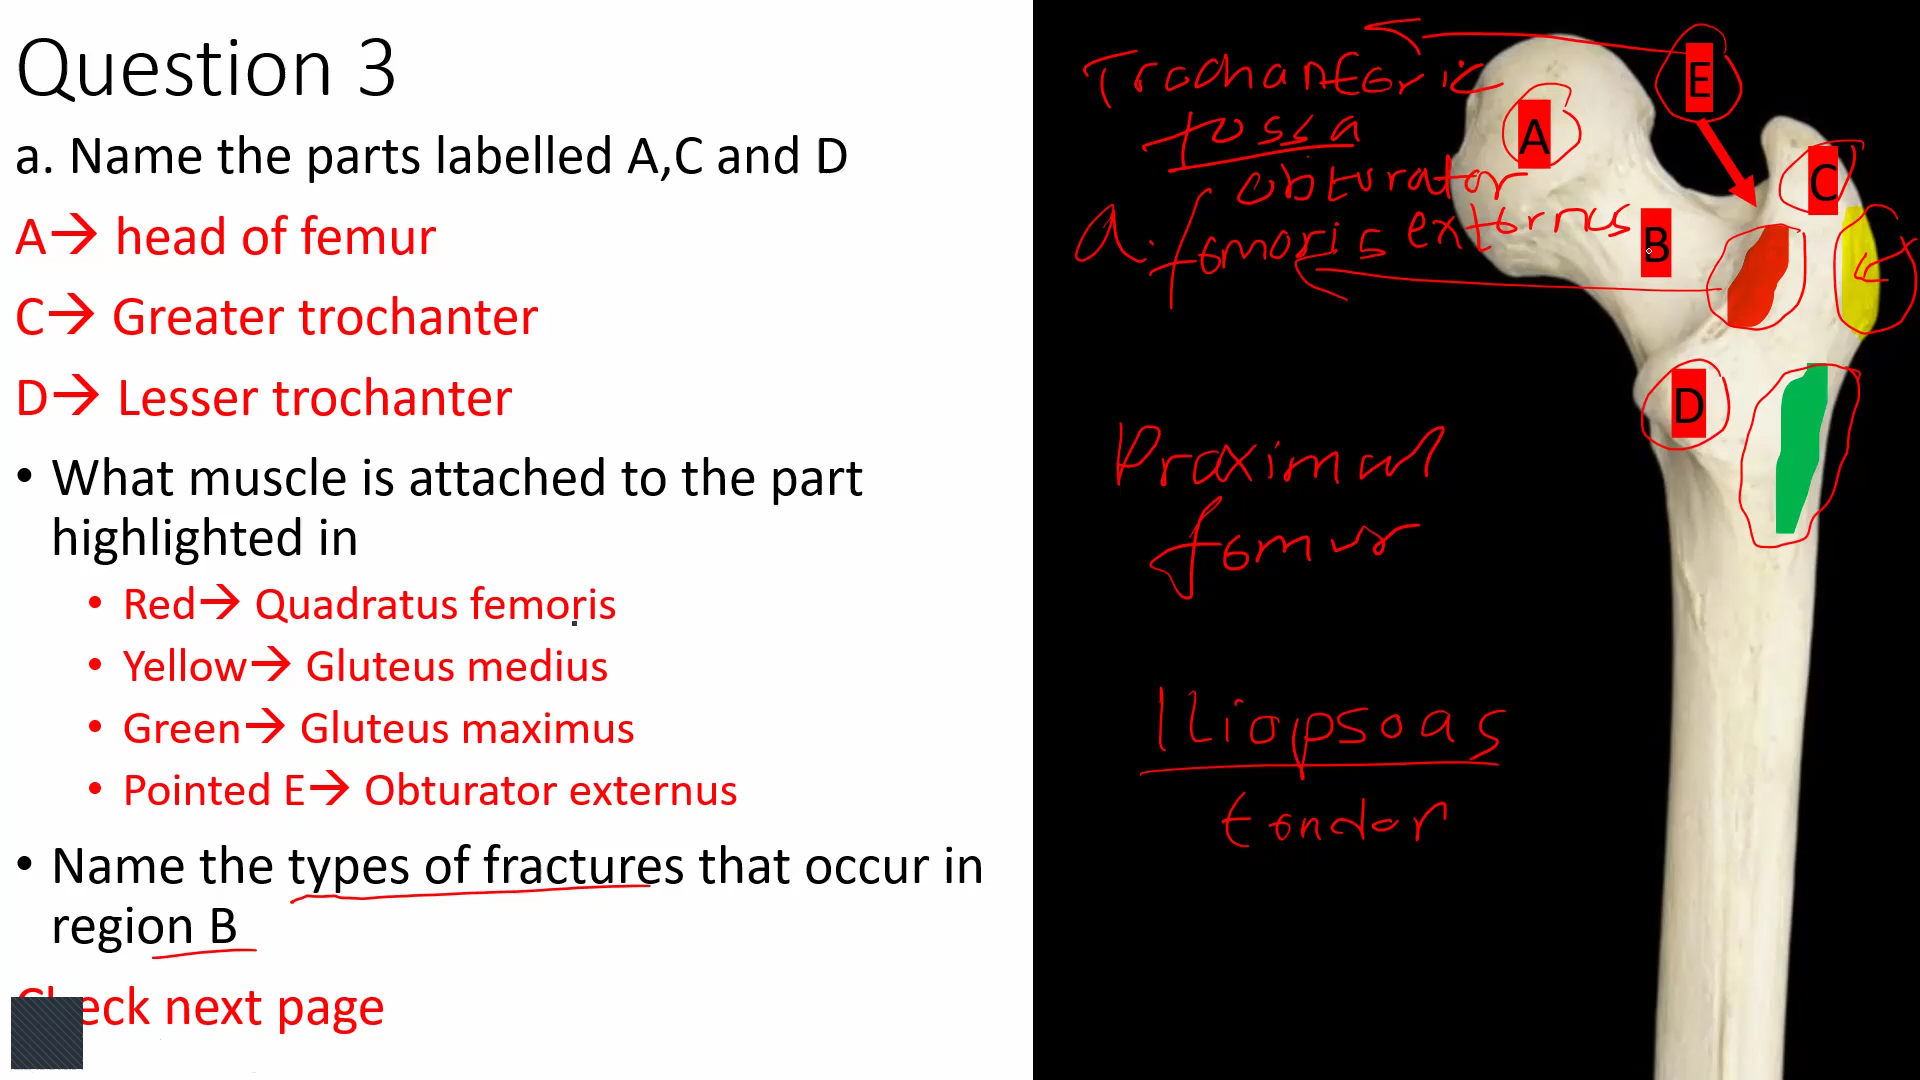 Question 3
a. Name the parts labelled A,C and D
A→ head of femur
C→ Greater trochanter
D→ Lesser trochanter
• What muscle is attached to the part
highlighted in
• Red→ Quadratus femoris
• Yellow→ Gluteus medius
• Green→ Gluteus maximus
• Pointed E→ Obturator externus
• Name the types of fractures that occur in
region B
Check next page
Trochanteric
fossa
obturator
externus
Q. femoris
Proximal
femur
Iliopsoas
tendon
E
A
C
B
D